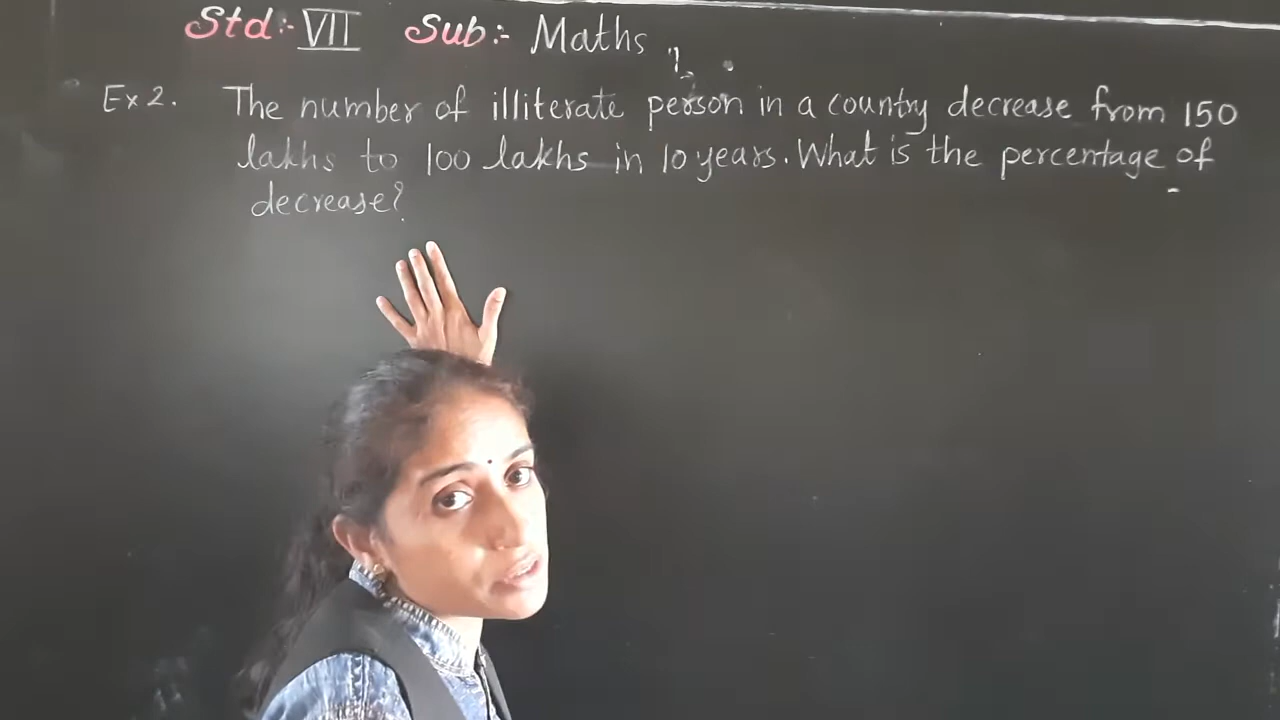 Std:- VII Sub:- Maths
Ex 2. The number of illiterate person in a country decrease from 150
lakhs to 100 lakhs in 10 years. What is the percentage of
decrease?